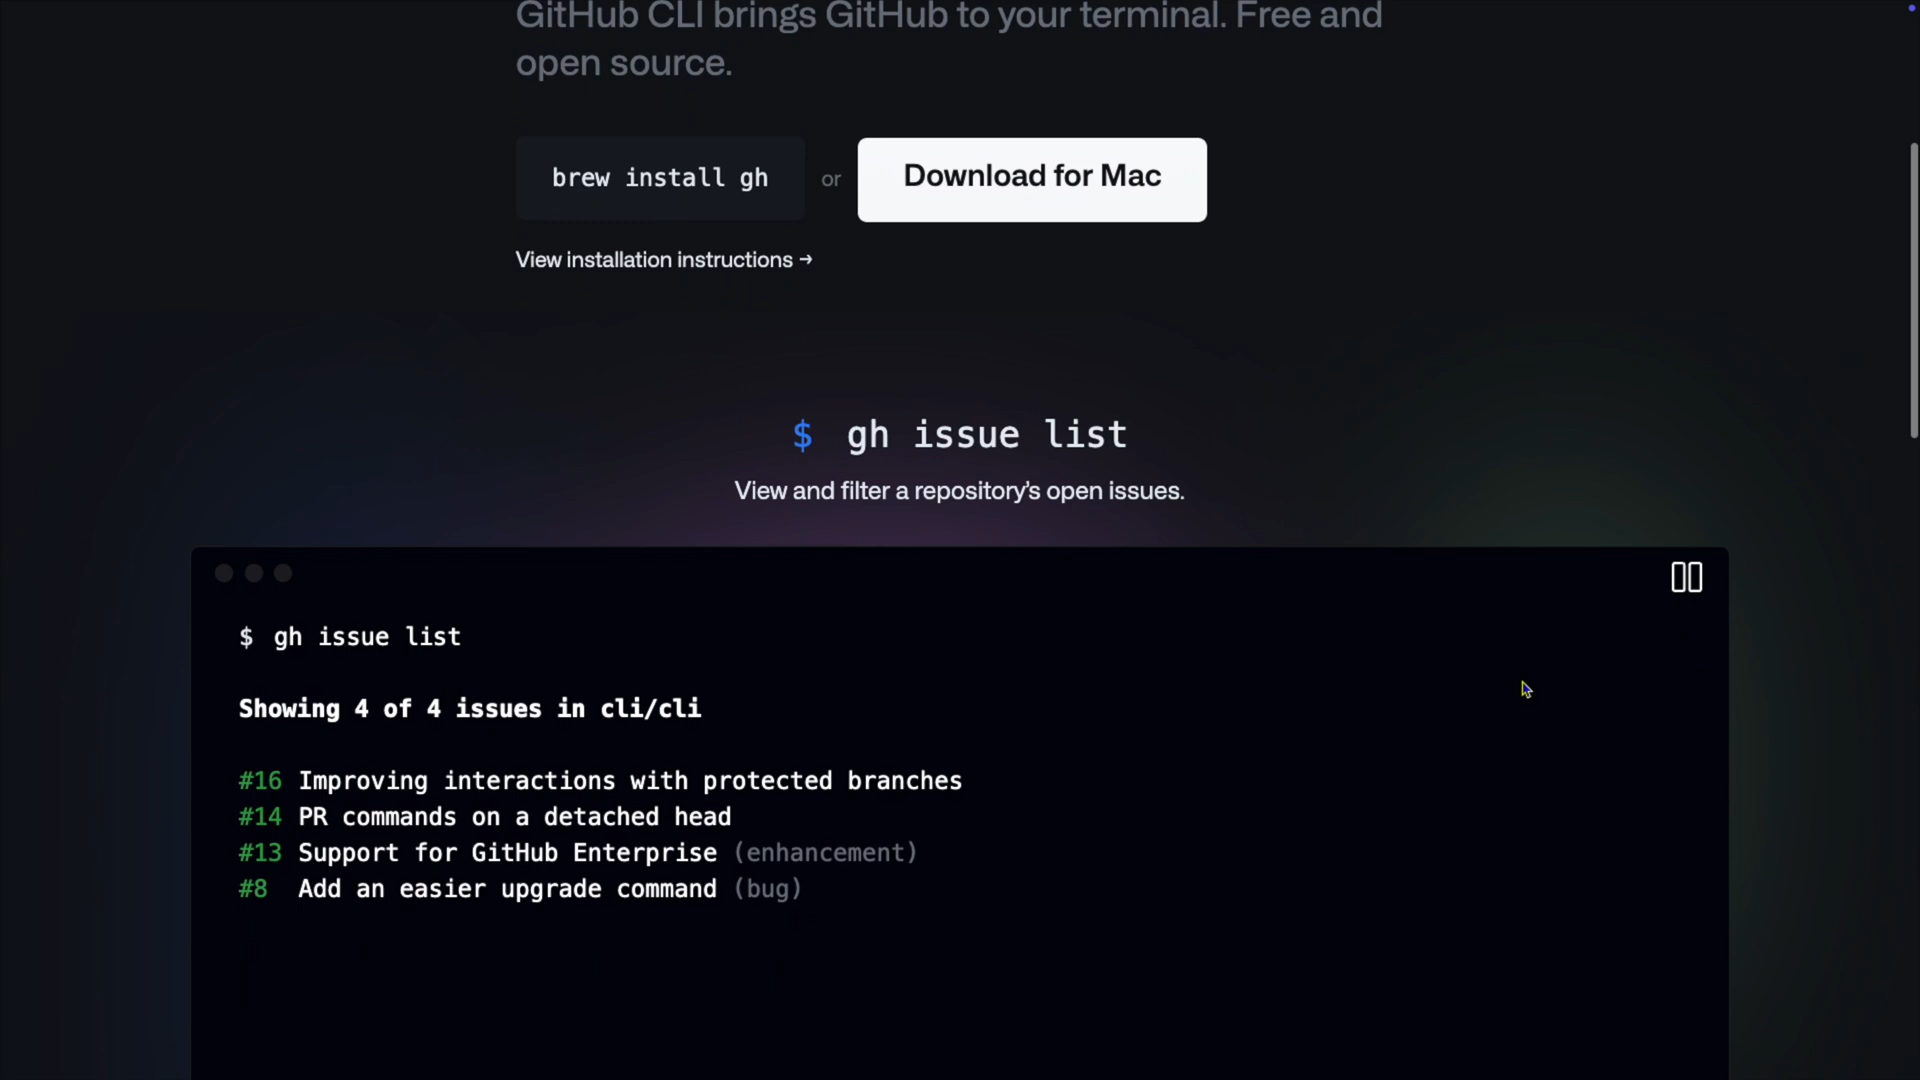 GitHub CLI brings GitHub to your terminal. Free and
open source.
brew install gh or Download for Mac
View installation instructions →
$ gh issue list
View and filter a repository’s open issues.
$ gh issue list
Showing 4 of 4 issues in cli/cli
#16 Improving interactions with protected branches
#14 PR commands on a detached head
#13 Support for GitHub Enterprise (enhancement)
#8 Add an easier upgrade command (bug)